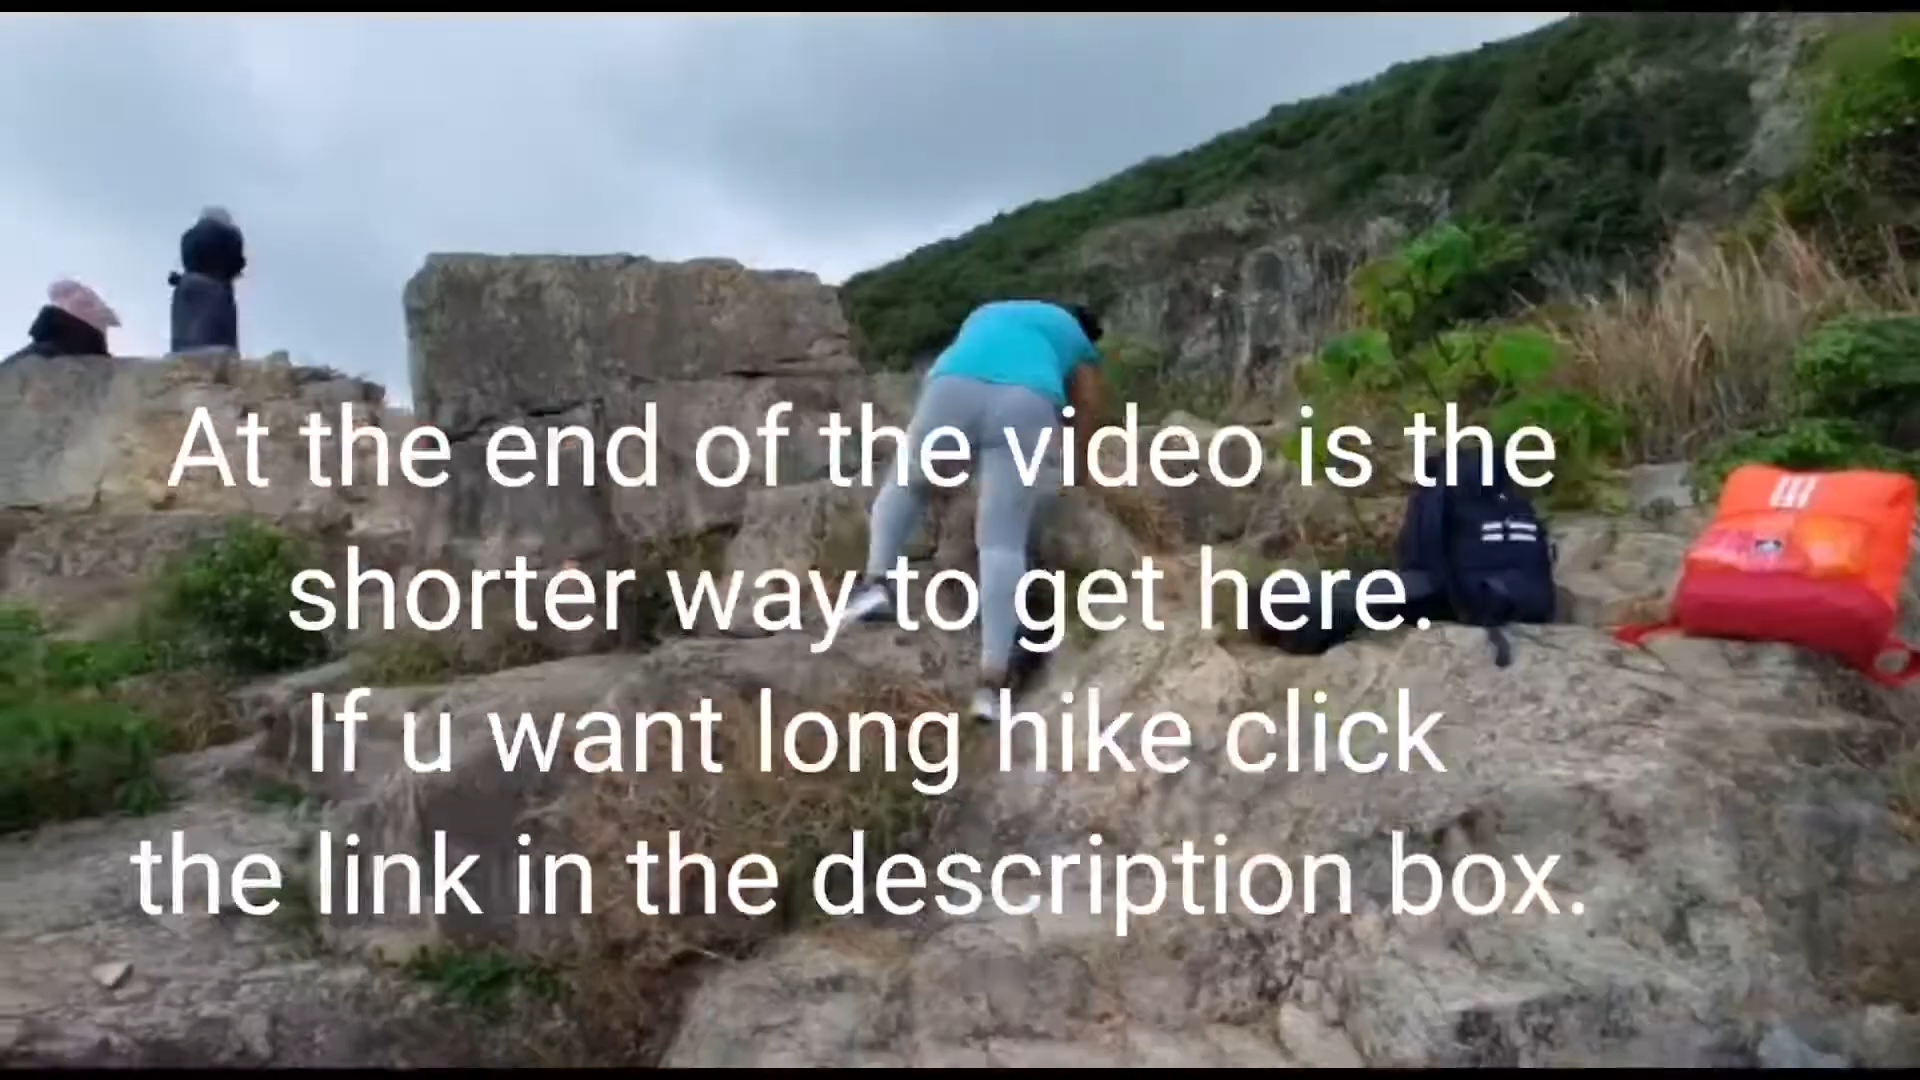 At the end of the video is the
shorter way to get here.
If u want long hike click
the link in the description box.